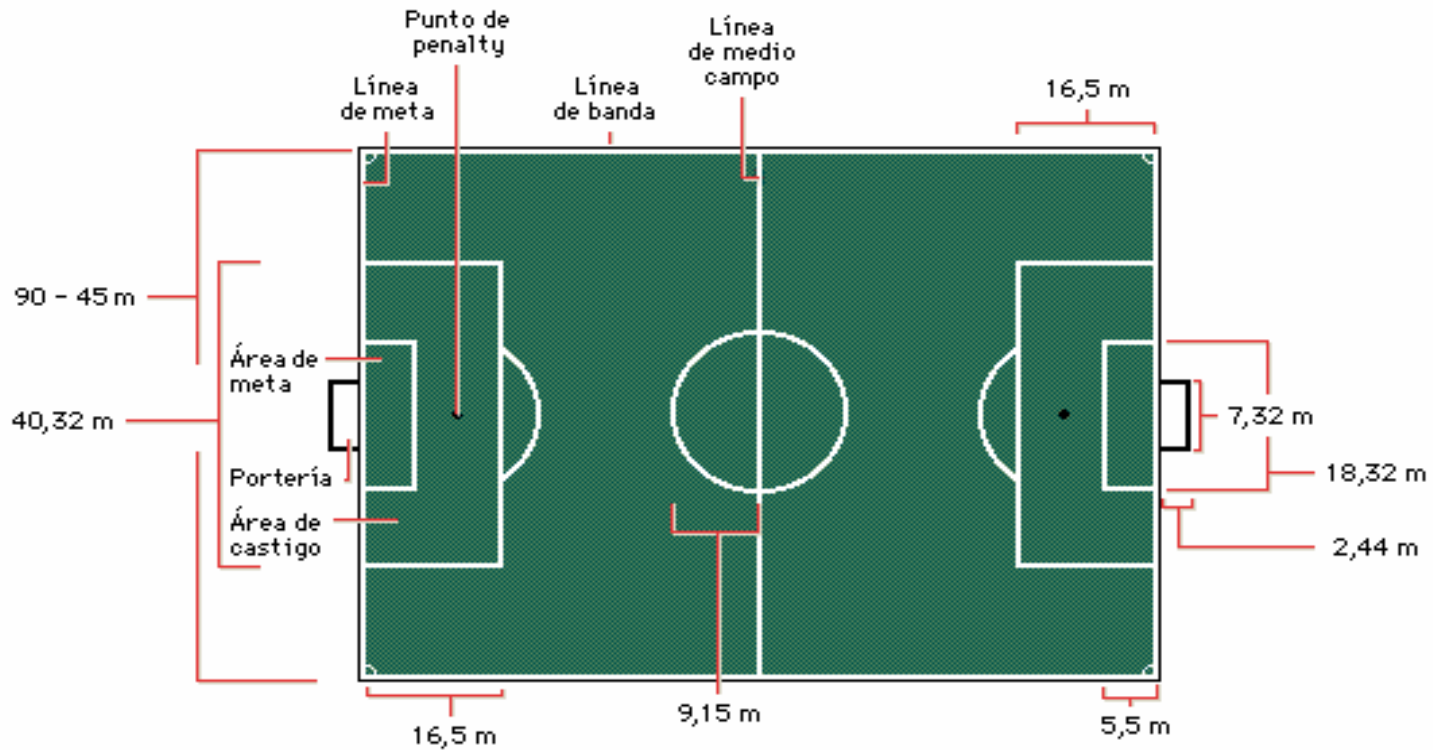 Punto de
penalty
Línea
de medio
campo
Línea
de meta
Línea
de banda
16,5 m
90 - 45 m
Área de
meta
40,32 m
7,32 m
Portería
18,32 m
Área de
castigo
2,44 m
9,15 m
16,5 m
5,5 m